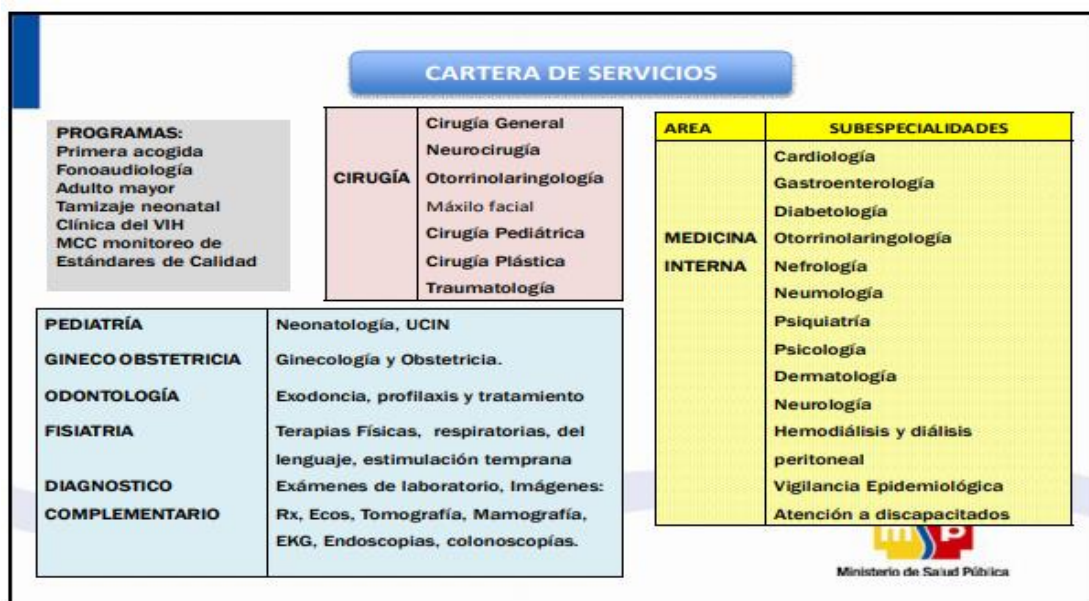 CARTERA DE SERVICIOS
PROGRAMAS:
Primera acogida
Fonoaudiología
Adulto mayor
Tamizaje neonatal
Clínica del VIH
MCC monitoreo de
Estándares de Calidad
CIRUGÍA
Cirugía General
Neurocirugía
Otorrinolaringología
Máxilo facial
Cirugía Pediátrica
Cirugía Plástica
Traumatología
AREA SUBESPECIALIDADES
MEDICINA
INTERNA
Cardiología
Gastroenterología
Diabetología
Otorrinolaringología
Nefrología
Neumología
Psiquiatría
Psicología
Dermatología
Neurología
Hemodiálisis y diálisis
peritoneal
Vigilancia Epidemiológica
Atención a discapacitados
PEDIATRÍA Neonatología, UCIN
GINECO OBSTETRICIA Ginecología y Obstetricia.
ODONTOLOGÍA Exodoncia, profilaxis y tratamiento
FISIATRIA Terapias Físicas, respiratorias, del
lenguaje, estimulación temprana
DIAGNOSTICO Exámenes de laboratorio, Imágenes:
COMPLEMENTARIO Rx, Ecos, Tomografía, Mamografía,
EKG, Endoscopias, colonoscopías.
msp
Ministerio de Salud Pública